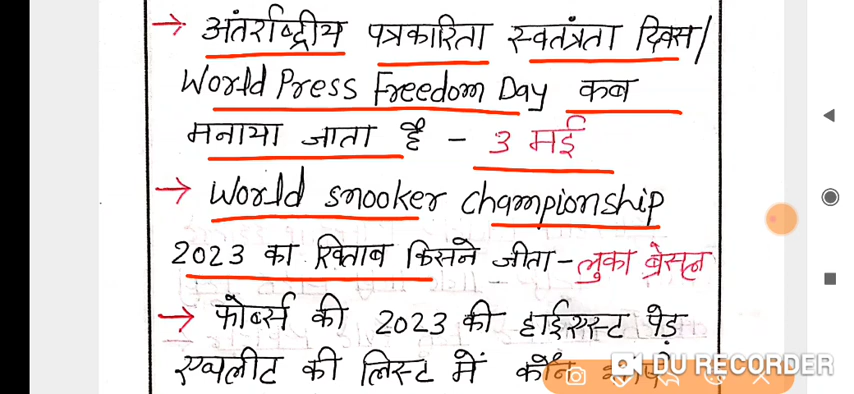 → अंतर्राष्ट्रीय पत्रकारिता स्वतंत्रता दिवस/
World Press Freedom Day कब
मनाया जाता है - 3 मई
→ World snooker championship
2023 का खिताब किसने जीता - लुका ब्रेसल
→ फोर्ब्स की 2023 की हाईएस्ट पेड
एथलीट की लिस्ट में कौन
DU RECORDER